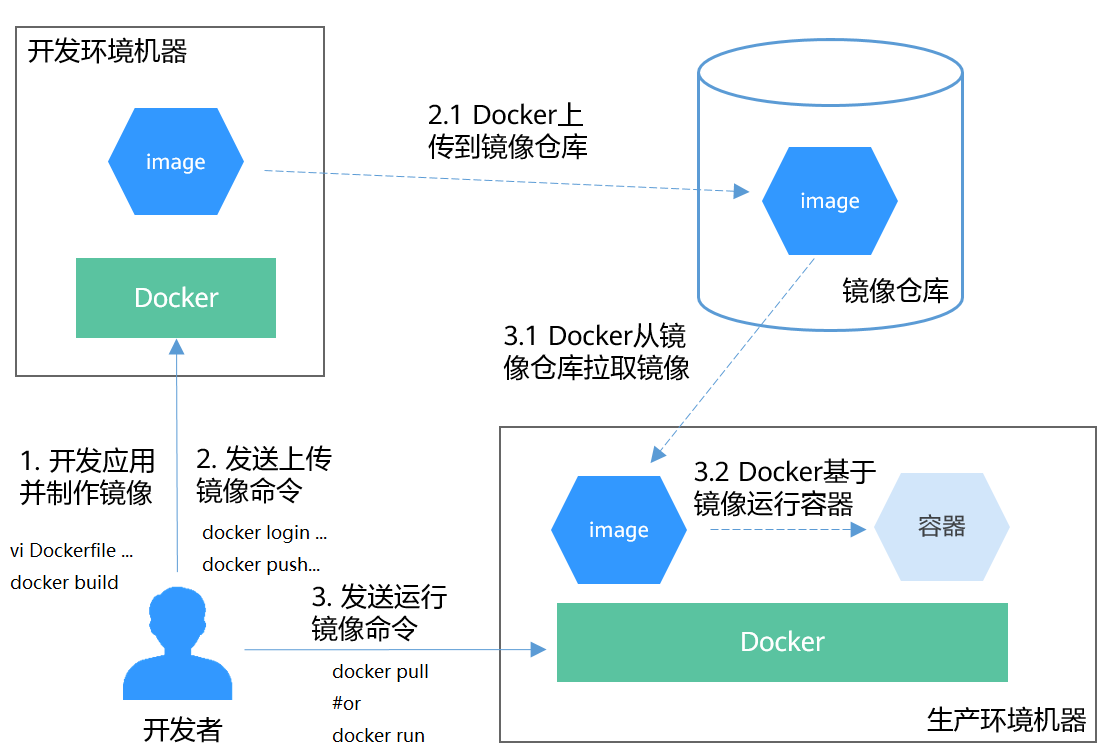 开发环境机器
image
Docker
2.1 Docker上
传到镜像仓库
image
镜像仓库
3.1 Docker从镜
像仓库拉取镜像
1. 开发应用
并制作镜像
vi Dockerfile ...
docker build
2. 发送上传
镜像命令
docker login ...
docker push...
开发者
3. 发送运行
镜像命令
docker pull
#or
docker run
image
3.2 Docker基于
镜像运行容器
容器
Docker
生产环境机器